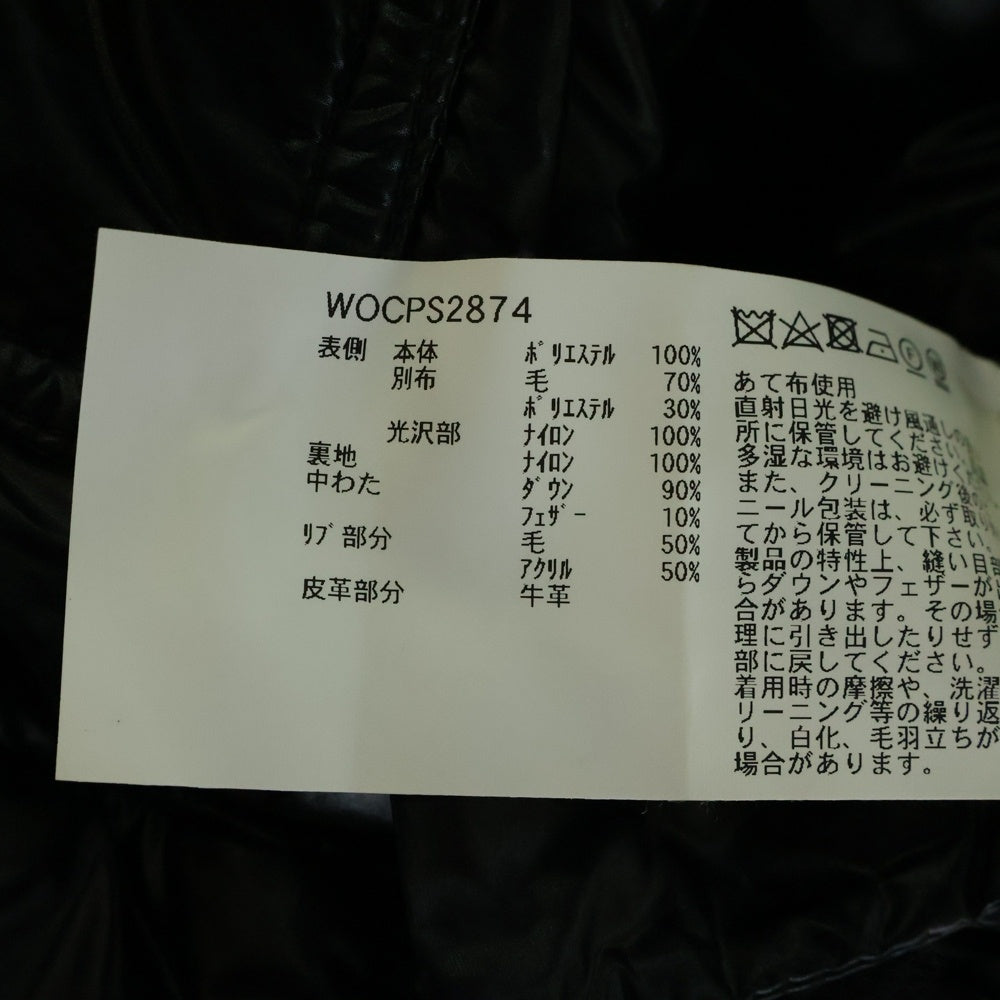 WOCPS2874
表側 本体 ﾎﾟﾘｴｽﾃﾙ 100%
別布 毛 70%
ﾎﾟﾘｴｽﾃﾙ 30%
光沢部 ﾅｲﾛﾝ 100%
裏地 ﾅｲﾛﾝ 100%
中わた ﾀﾞｳﾝ 90%
ﾌｪｻﾞｰ 10%
ﾘﾌﾞ部分 毛 50%
ｱｸﾘﾙ 50%
皮革部分 牛革
あて布使用
直射日光を避け風通しの
所に保管してください
多湿な環境はお避けく
また、クリーニング後の
ニール包装は、必ず取り
てから保管して下さい。
製品の特性上、縫い目部
らダウンやフェザーが
合があります。その場
理に引き出したりせず
部に戻してください。
着用時の摩擦や、洗濯
リーニング等の繰り返
り、白化、毛羽立ちが
場合があります。